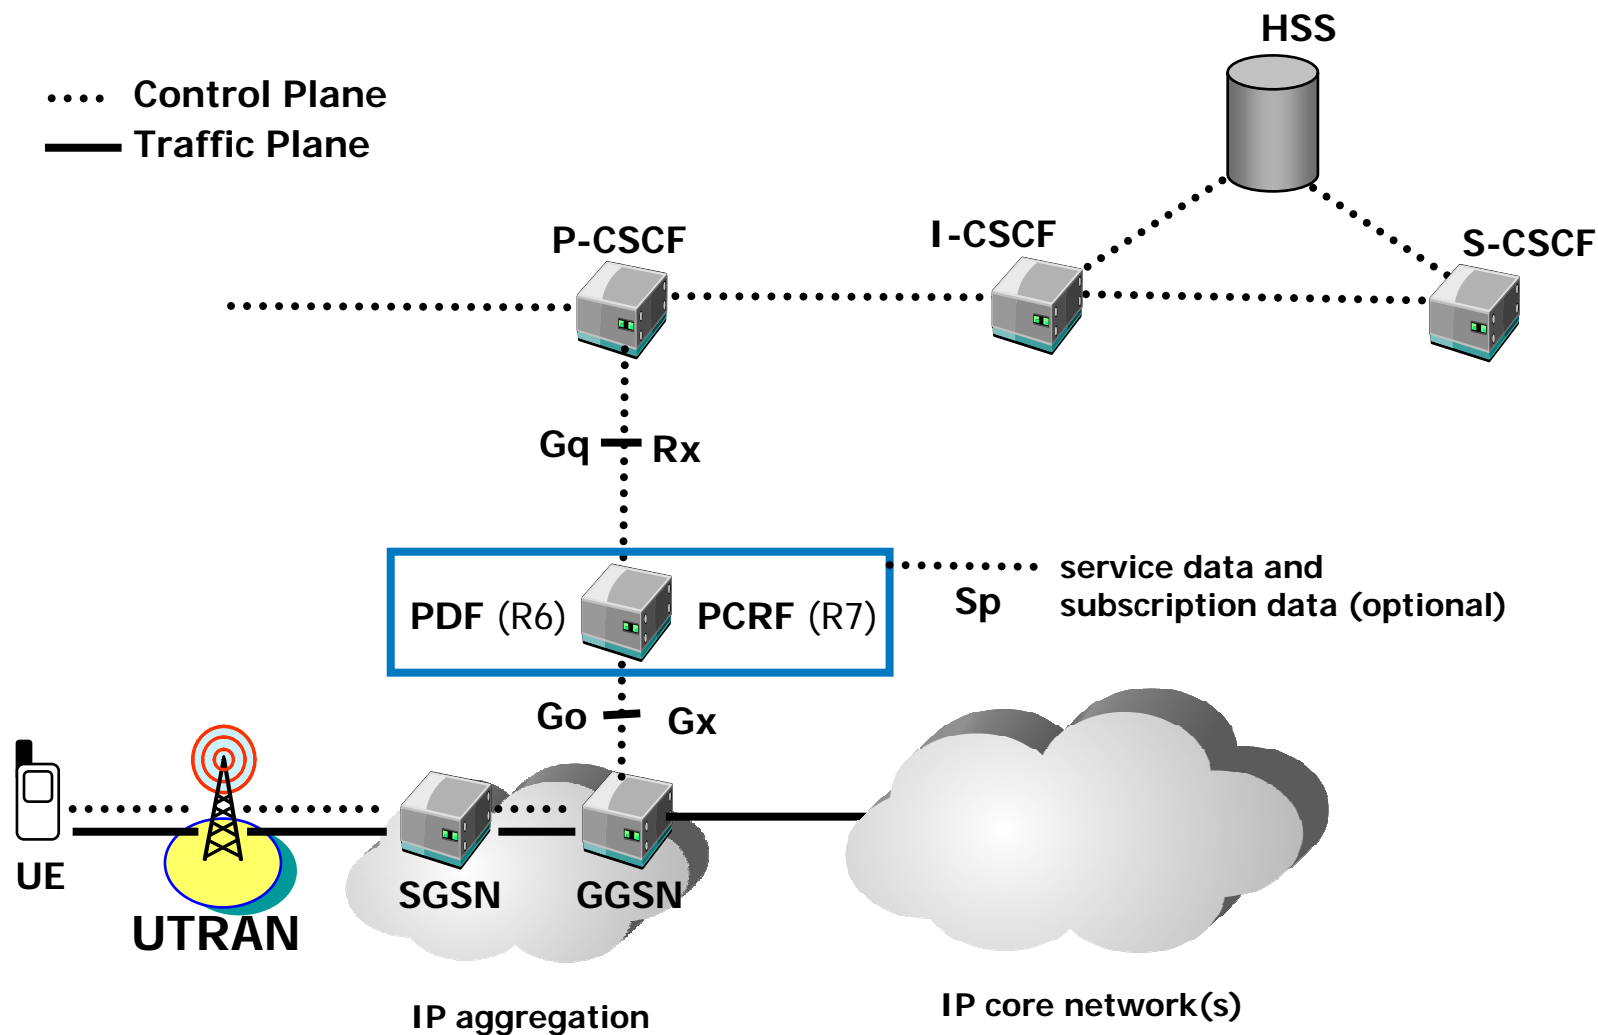 HSS
Control Plane
Traffic Plane
P-CSCF
I-CSCF
S-CSCF
Gq
Rx
PDF (R6)
PCRF (R7)
service data and
subscription data (optional)
Sp
Go
Gx
UE
UTRAN
SGSN
GGSN
IP aggregation
IP core network(s)